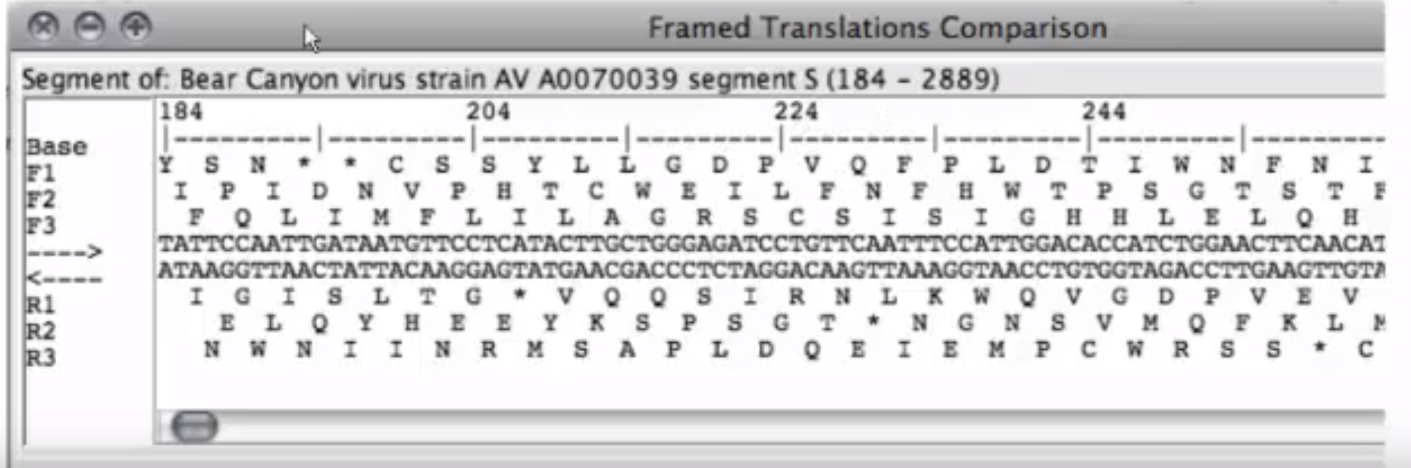 Framed Translations Comparison
Segment of: Bear Canyon virus strain AV A0070039 segment S (184 - 2889)
184 204 224 244
Base |---------|---------|---------|---------|---------|---------|---------|---------
F1 Y S N * * C S S Y L L G D P V Q F P L D T I W N F N I
F2 I P I D N V P H T C W E I L F N F H W T P S G T S T
F3 F Q L I M F L I L A G R S C S I S I G H H L E L Q H
----> TATTCCAATTGATAATGTTCCTCATACTTGCTGGGAGATCCTGTTCAATTTCCATTGGACACCATCTGGAACTTCAACAT
<---- ATAAGGTTAACTATTACAAGGAGTATGAACGACCCTCTAGGACAAGTTAAAGGTAACCTGTGGTAGACCTTGAAGTTGTA
R1 I G I S L T G * V Q Q S I R N L K W Q V G D P V E V
R2 E L Q Y H E E Y K S P S G T * N G N S V M Q F K L
R3 N W N I I N R M S A P L D Q E I E M P C W R S S * C